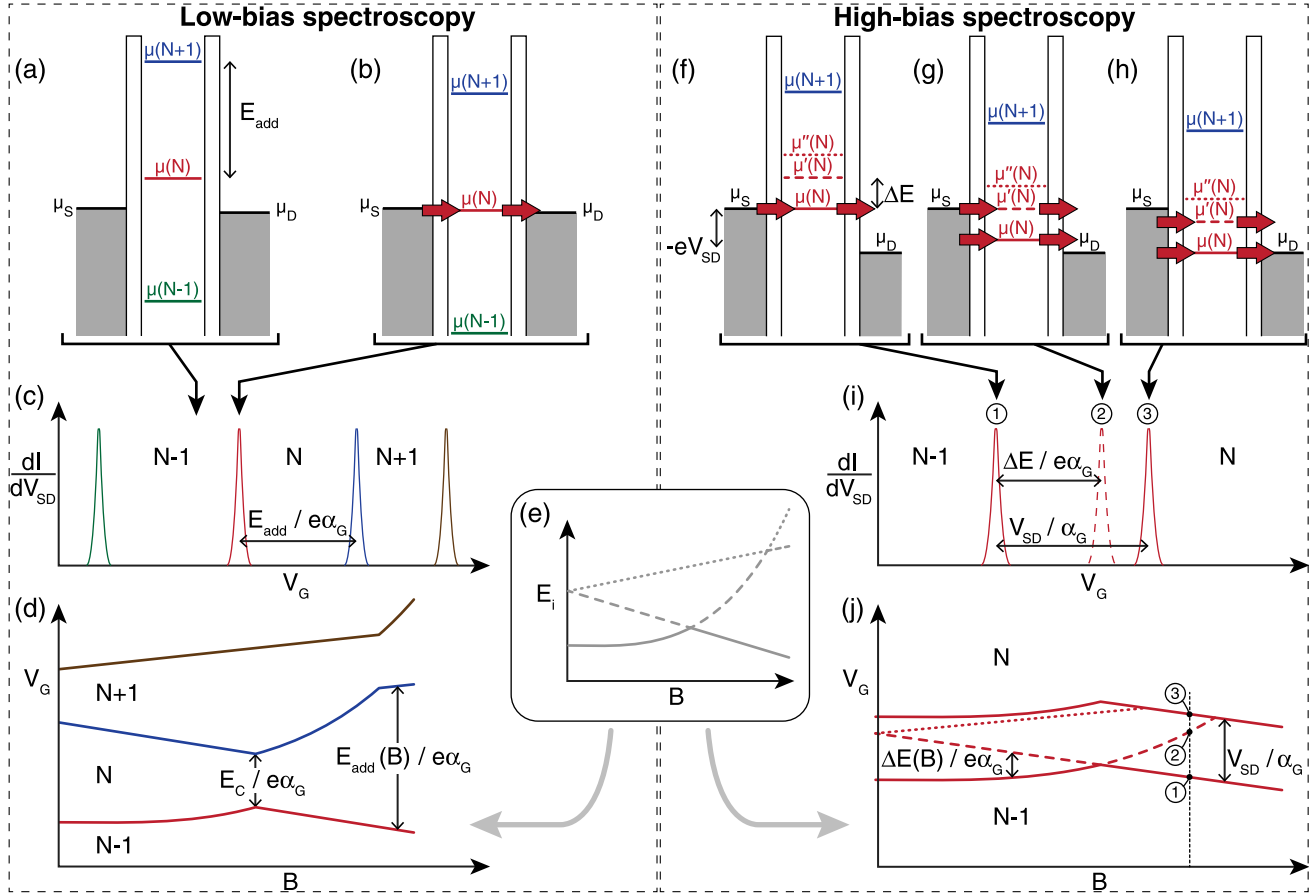 Low-bias spectroscopy
(a)
μ(N+1)
E_add
μ(N)
μ_S
μ_D
μ(N-1)
(b)
μ(N+1)
μ_S
μ(N)
μ_D
μ(N-1)
(c)
dI
dV_SD
N-1
N
N+1
E_add / eα_G
V_G
(d)
V_G
N+1
N
N-1
E_C / eα_G
E_add (B) / eα_G
B
(e)
E_i
B
High-bias spectroscopy
(f)
μ(N+1)
μ''(N)
μ'(N)
μ(N)
μ_S
ΔE
-eV_SD
μ_D
(g)
μ(N+1)
μ''(N)
μ'(N)
μ_S
μ(N)
μ_D
(h)
μ(N+1)
μ''(N)
μ'(N)
μ_S
μ(N)
μ_D
(i)
1
2
3
dI
dV_SD
N-1
N
ΔE / eα_G
V_SD / α_G
V_G
(j)
V_G
N
3
2
ΔE(B) / eα_G
V_SD / α_G
1
N-1
B